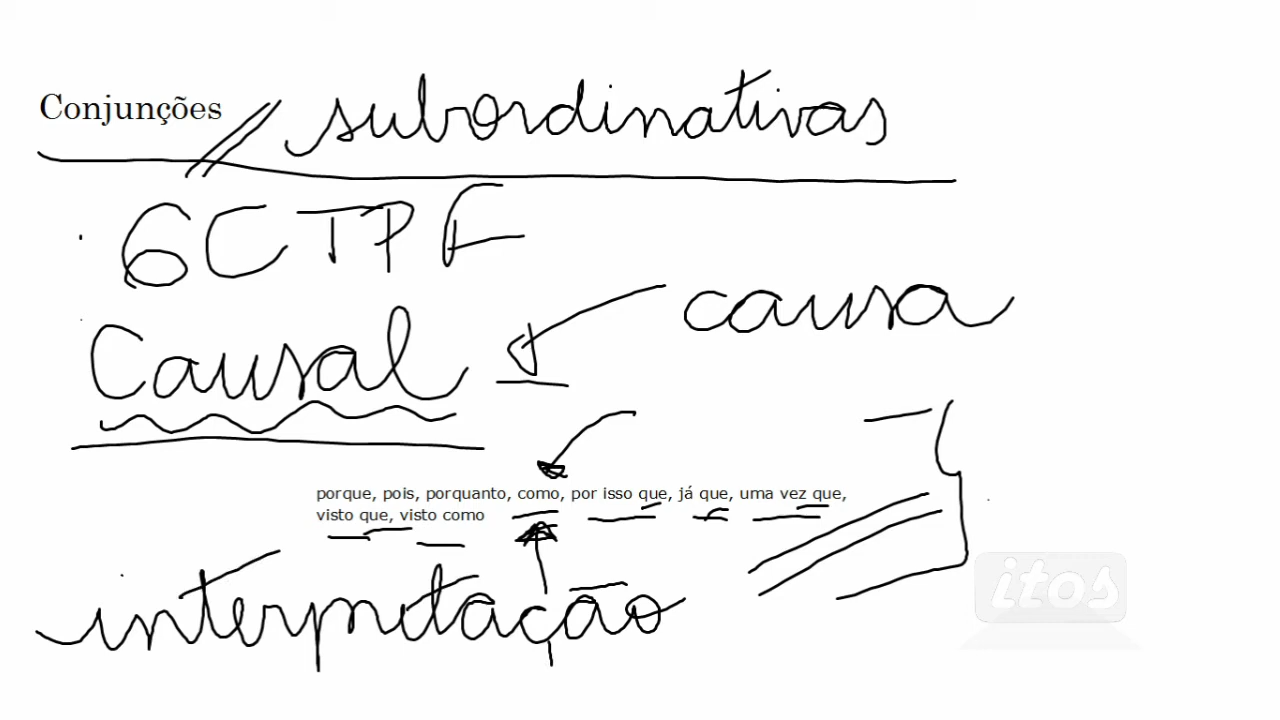 Conjunções subordinativas
6CTPF
Causal causa
porque, pois, porquanto, como, por isso que, já que, uma vez que,
visto que, visto como
interpretação
itos